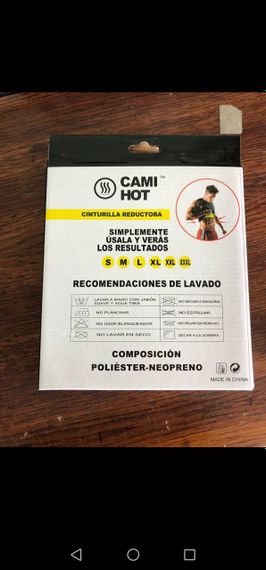 CAMI™
HOT
CINTURILLA REDUCTORA
SIMPLEMENTE
ÚSALA Y VERÁS
LOS RESULTADOS
S M L XL XXL XXXL
RECOMENDACIONES DE LAVADO
LAVAR A MANO CON JABÓN
SUAVE Y AGUA TIBIA
NO SECAR A MAQUINA
NO PLANCHAR
NO ESTRUJAR
NO USAR BLANQUEADOR
NO DEJAR EN REMOJO
NO LAVAR EN SECO
SECAR A LA SOMBRA
COMPOSICIÓN
POLIÉSTER-NEOPRENO
MADE IN CHINA